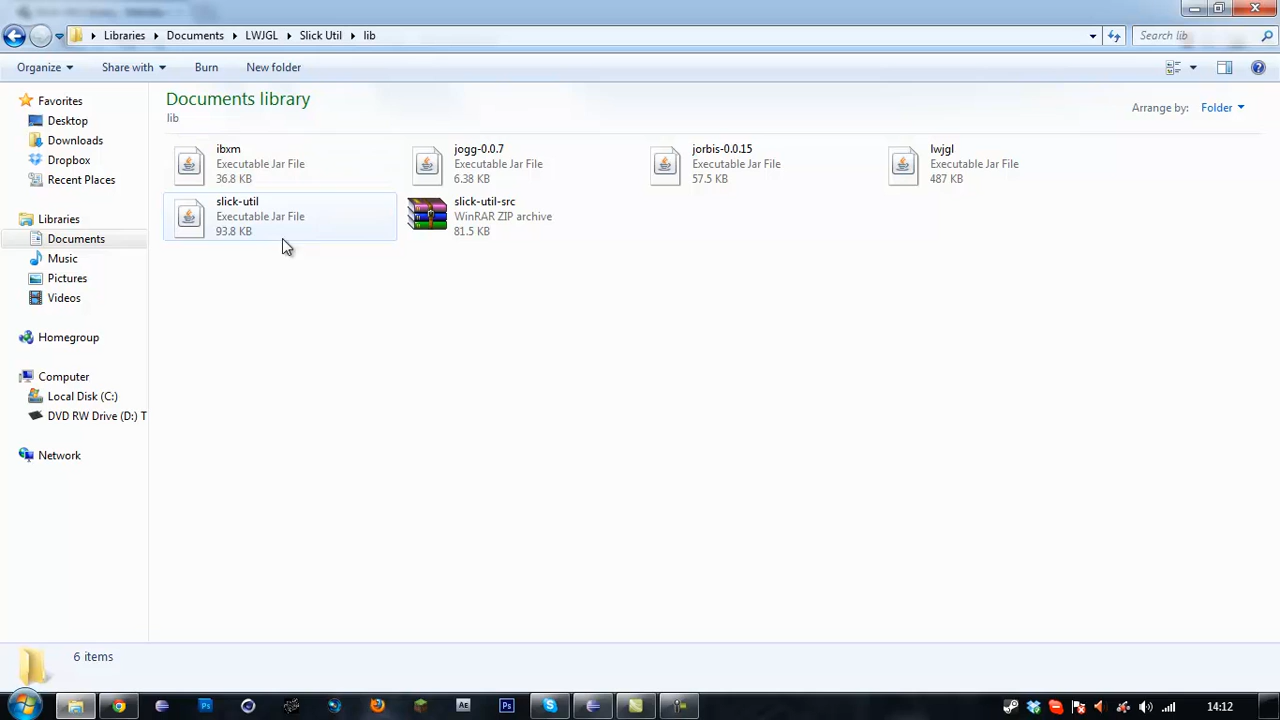 Libraries Documents LWJGL Slick Util lib
Search lib
Organize Share with Burn New folder
Favorites
Desktop
Downloads
Dropbox
Recent Places
Libraries
Documents
Music
Pictures
Videos
Homegroup
Computer
Local Disk (C:)
DVD RW Drive (D:) T
Network
Documents library
lib
Arrange by: Folder
ibxm
Executable Jar File
36.8 KB
jogg-0.0.7
Executable Jar File
6.38 KB
jorbis-0.0.15
Executable Jar File
57.5 KB
lwjgl
Executable Jar File
487 KB
slick-util
Executable Jar File
93.8 KB
slick-util-src
WinRAR ZIP archive
81.5 KB
6 items
Ps
Ae
Ps
14:12